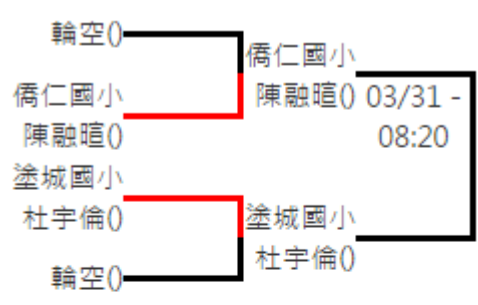 輪空()
僑仁國小
陳融暄()
塗城國小
杜宇倫()
輪空()
僑仁國小
陳融暄()
塗城國小
杜宇倫()
03/31 -
08:20